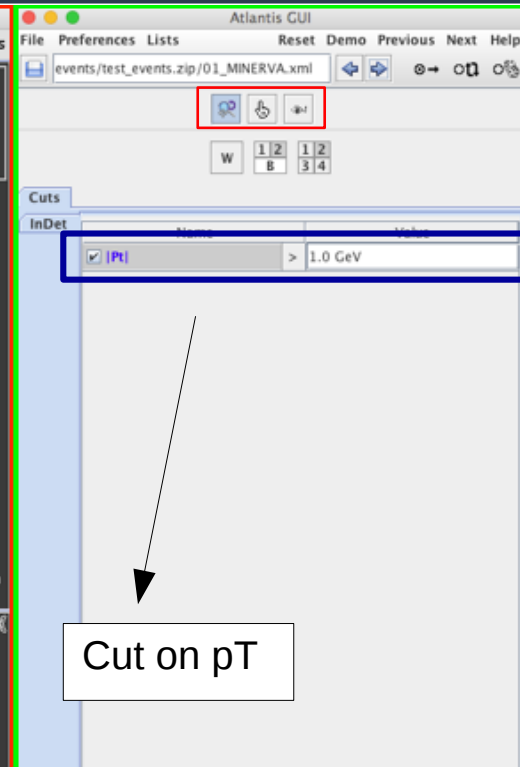 Atlantis GUI
s File Preferences Lists Reset Demo Previous Next Help
events/test_events.zip/01_MINERVA.xml
W 1 2 B 1 2 3 4
Cuts
InDet
Name Value
|Pt| > 1.0 GeV
Cut on pT